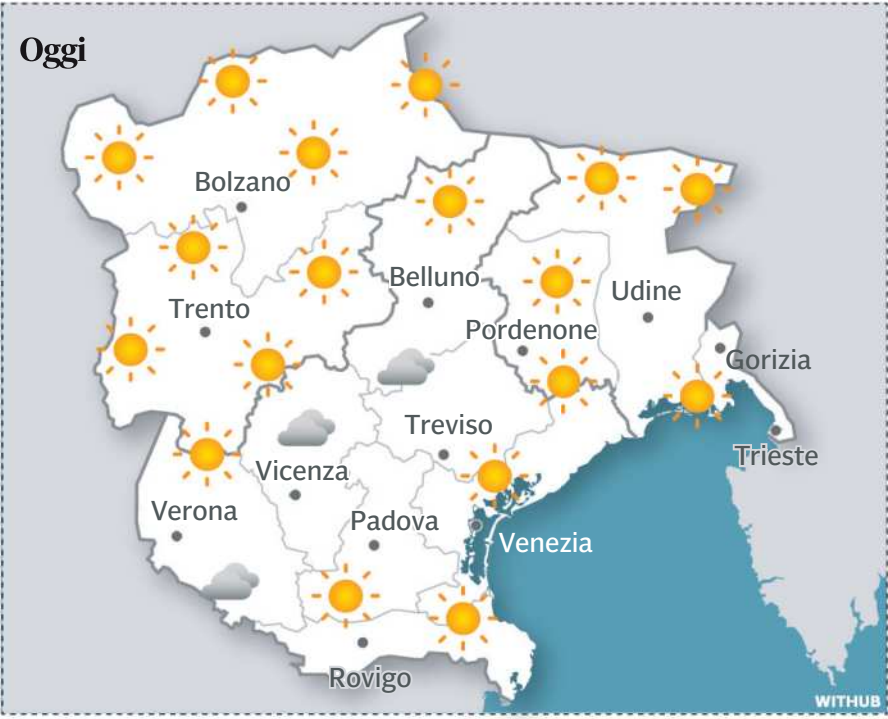 Oggi
Bolzano
Belluno
Udine
Trento
Pordenone
Gorizia
Treviso
Trieste
Vicenza
Verona
Padova
Venezia
Rovigo
WITHUB